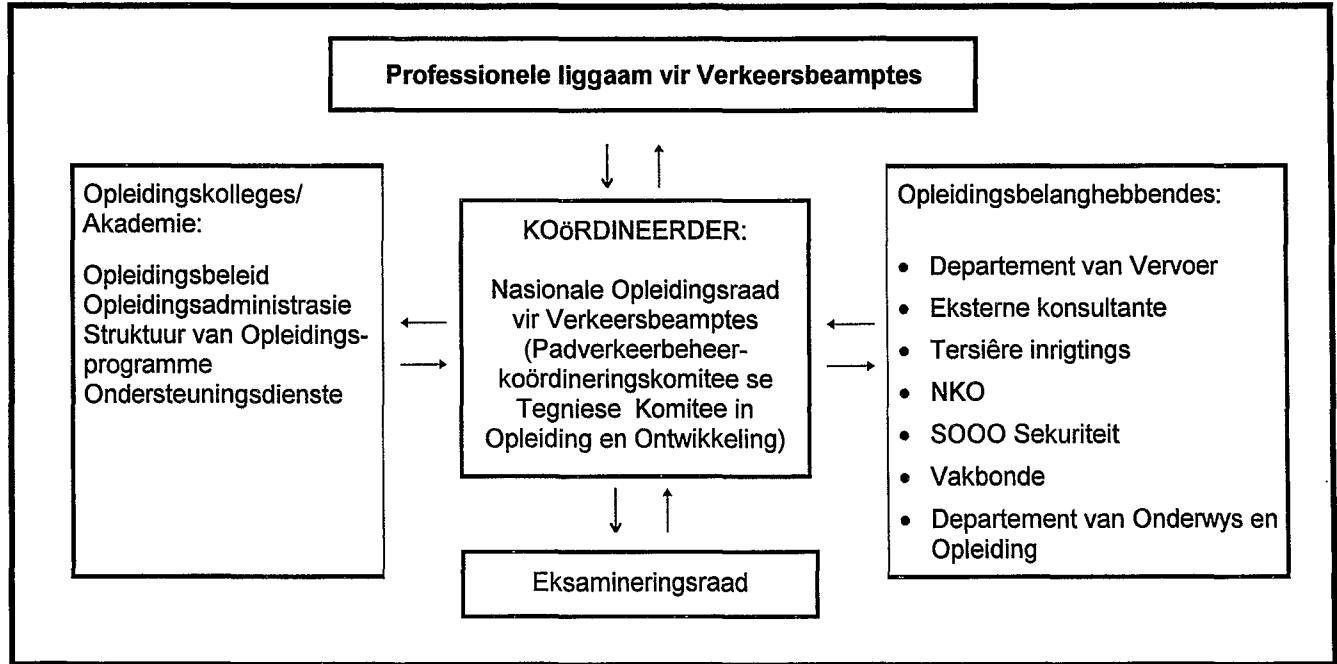 Professionele liggaam vir Verkeersbeamptes
Opleidingskolleges/
Akademie:
Opleidingsbeleid
Opleidingsadministrasie
Struktuur van Opleidings-
programme
Ondersteuningsdienste
KOöRDINEERDER:
Nasionale Opleidingsraad
vir Verkeersbeamptes
(Padverkeerbeheer-
koördineringskomitee se
Tegniese Komitee in
Opleiding en Ontwikkeling)
Opleidingsbelanghebbendes:
• Departement van Vervoer
• Eksterne konsultante
• Tersiêre inrigtings
• NKO
• SOOO Sekuriteit
• Vakbonde
• Departement van Onderwys en
Opleiding
Eksamineringsraad